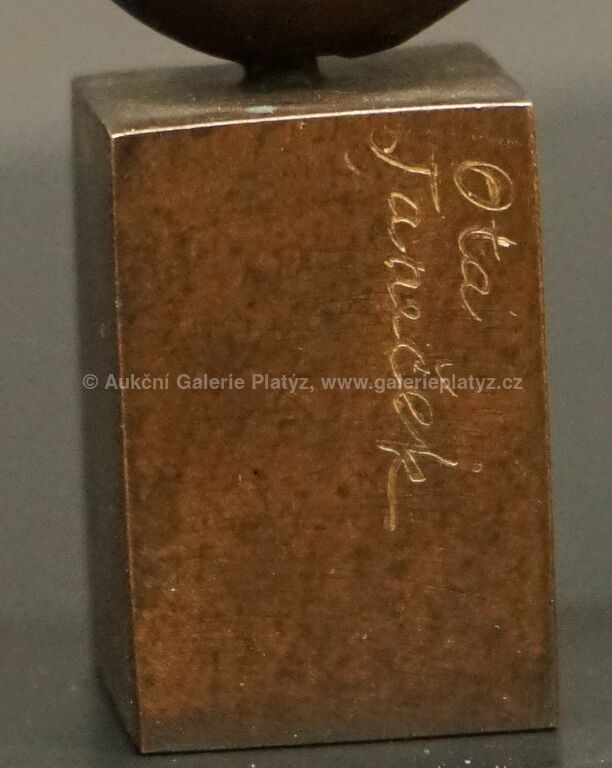 Ota
Janeček
© Aukční Galerie Platýz, www.galerieplatyz.cz